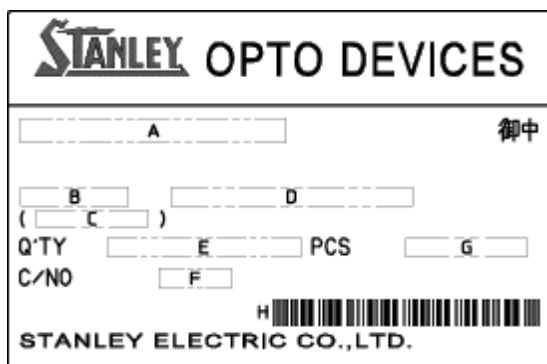 STANLEY OPTO DEVICES
A 御中
B D
( C )
Q'TY E PCS G
C/NO F
H
STANLEY ELECTRIC CO.,LTD.